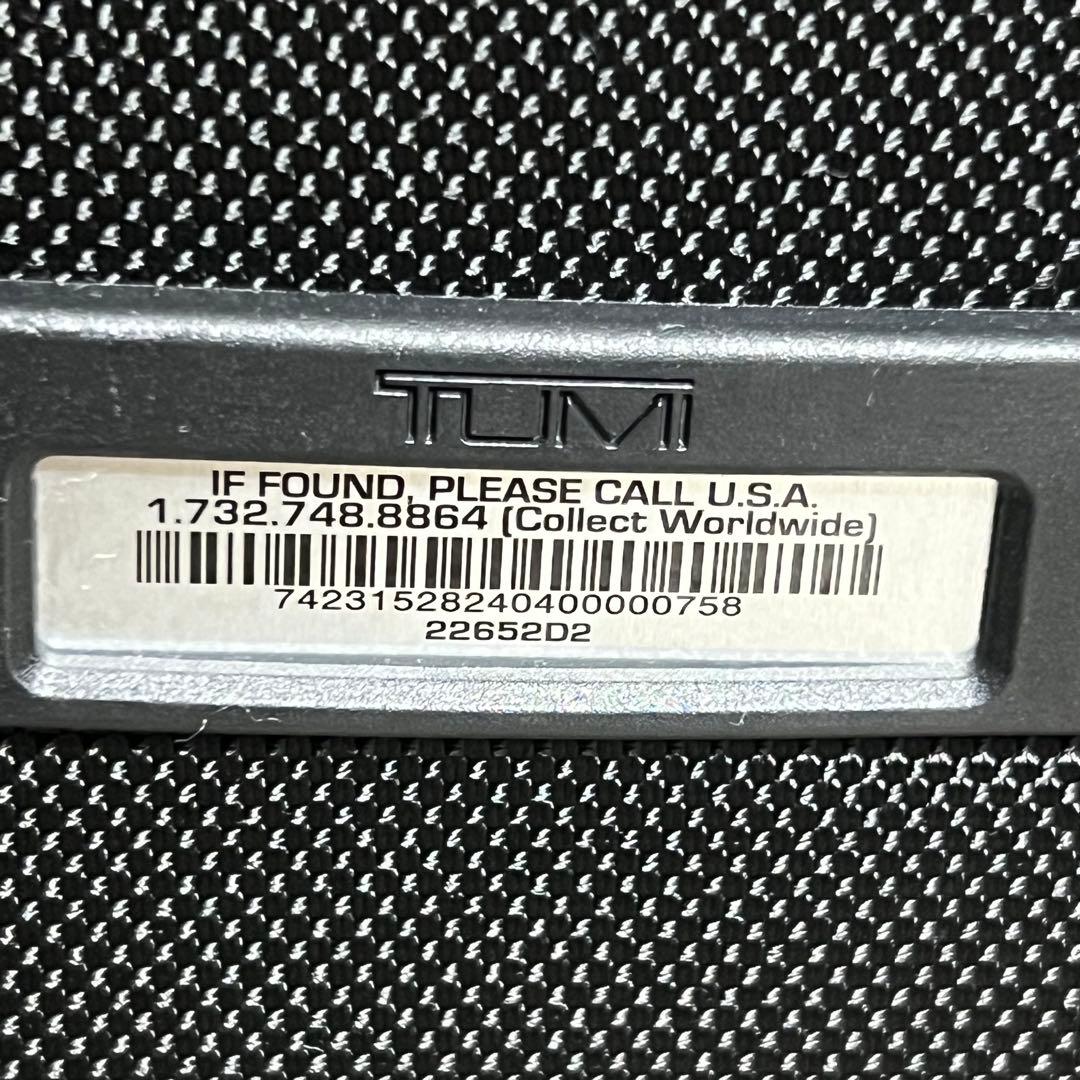 TUMI
IF FOUND, PLEASE CALL U.S.A.
1.732.748.8864 (Collect Worldwide)
74231528240400000758
22652D2